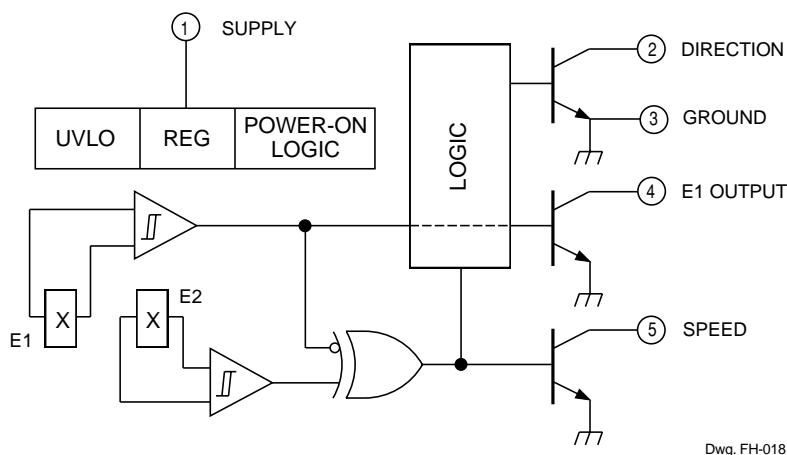 1 SUPPLY
2 DIRECTION
UVLO REG POWER-ON LOGIC
LOGIC
3 GROUND
4 E1 OUTPUT
X E1
X E2
5 SPEED
Dwg. FH-018